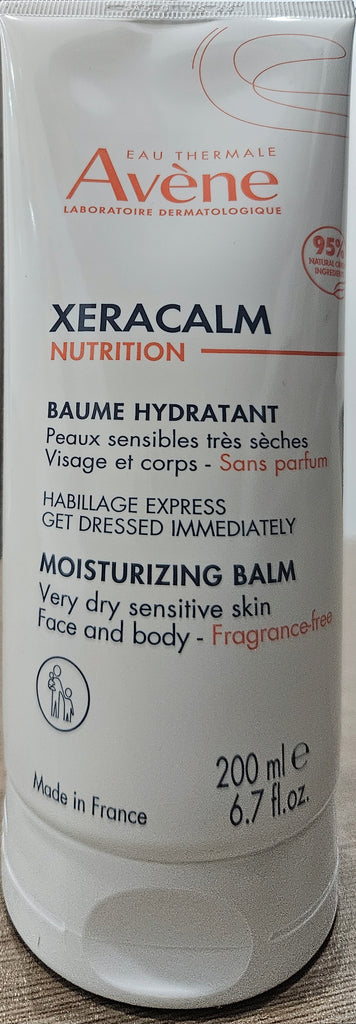 EAU THERMALE
Avène
LABORATOIRE DERMATOLOGIQUE
95%
NATURAL
INGREDIENTS
XERACALM
NUTRITION
BAUME HYDRATANT
Peaux sensibles très sèches
Visage et corps - Sans parfum
HABILLAGE EXPRESS
GET DRESSED IMMEDIATELY
MOISTURIZING BALM
Very dry sensitive skin
Face and body - Fragrance-free
200 ml e
Made in France
6.7 fl.oz.